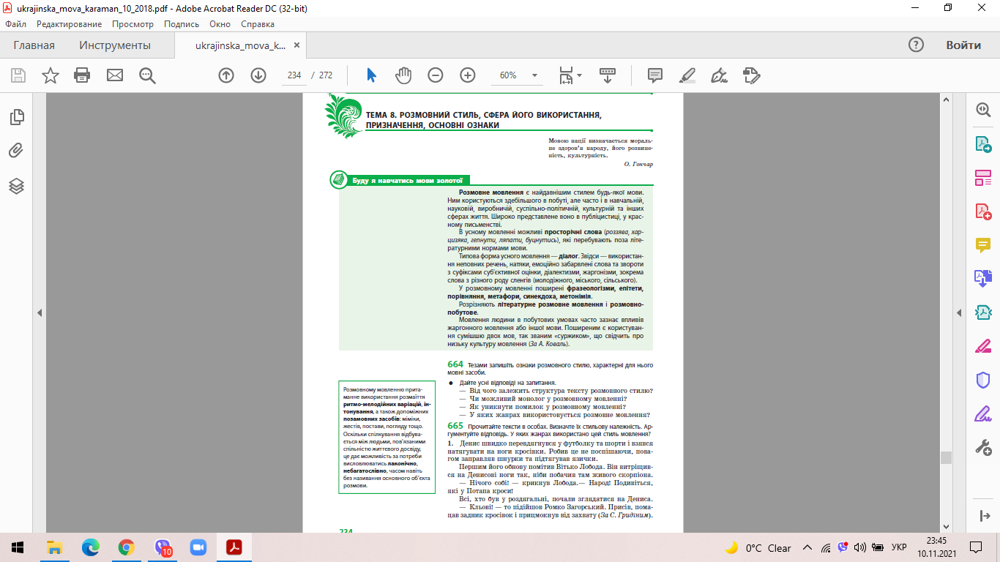 ukrajinska_mova_karaman_10_2018.pdf - Adobe Acrobat Reader DC (32-bit)
Файл Редактирование Просмотр Подпись Окно Справка
Главная Инструменты ukrajinska_mova_k... × Войти
234 / 272 60%
ТЕМА 8. РОЗМОВНИЙ СТИЛЬ, СФЕРА ЙОГО ВИКОРИСТАННЯ,
ПРИЗНАЧЕННЯ, ОСНОВНІ ОЗНАКИ
Мовою нації визначається мораль-
не здоров'я народу, його розвине-
ність, культурність.
О. Гончар
Буду я навчатись мови золотої
Розмовне мовлення є найдавнішим стилем будь-якої мови.
Ним користуються здебільшого в побуті, але часто і в навчальній,
науковій, виробничій, суспільно-політичній, культурній та інших
сферах життя. Широко представлене воно в публіцистиці, у крас-
ному письменстві.
В усному мовленні можливі просторічні слова (роззява, хар-
цизяка, гепнути, ляпати, буцнутись), які перебувають поза літе-
ратурними нормами мови.
Типова форма усного мовлення — діалог. Звідси — використан-
ня неповних речень, натяки, емоційно забарвлені слова та звороти
з суфіксами суб'єктивної оцінки, діалектизми, жаргонізми, зокрема
слова з різного роду сленгів (молодіжного, міського, сільського).
У розмовному мовленні поширені фразеологізми, епітети,
порівняння, метафори, синекдоха, метонімія.
Розрізняють літературне розмовне мовлення і розмовно-
побутове.
Мовлення людини в побутових умовах часто зазнає впливів
жаргонного мовлення або іншої мови. Поширеним є користуван-
ня сумішшю двох мов, так званим «суржиком», що свідчить про
низьку культуру мовлення (За А. Коваль).
664 Тезами запишіть ознаки розмовного стилю, характерні для нього
мовні засоби.
● Дайте усні відповіді на запитання.
— Від чого залежить структура тексту розмовного стилю?
— Чи можливий монолог у розмовному мовленні?
— Як уникнути помилок у розмовному мовленні?
— У яких жанрах використовується розмовне мовлення?
Розмовному мовленню прита-
манне використання розмаїття
ритмо-мелодійних варіацій, ін-
тонування, а також допоміжних
позамовних засобів: міміки,
жестів, постави, погляду тощо.
Оскільки спілкування відбува-
ється між людьми, пов'язаними
спільністю життєвого досвіду,
це дає можливість за потреби
висловлюватись лаконічно,
небагатослівно, часом навіть
без називання основного об'єкта
розмови.
665 Прочитайте тексти в особах. Визначте їх стильову належність. Ар-
гументуйте відповідь. У яких жанрах використано цей стиль мовлення?
1. Денис швидко перевдягнувся у футболку та шорти і взявся
натягувати на ноги кросівки. Робив це не поспішаючи, пова-
гом заправляв шнурки та підтягував язички.
Першим його обнову помітив Вітько Лобода. Він витріщив-
ся на Денисові ноги так, ніби побачив там живого скорпіона.
— Нічого собі! — крикнув Лобода.— Народ! Подивіться,
які у Потапа кроси!
Всі, хто був у роздягальні, почали зглядатися на Дениса.
— Кльові! — то підійшов Ромко Загорський. Присів, пома-
цав задник кросівок і прицмокнув від захвату (За С. Гридіним).
234
10 0°C Clear УКР 23:45
10.11.2021